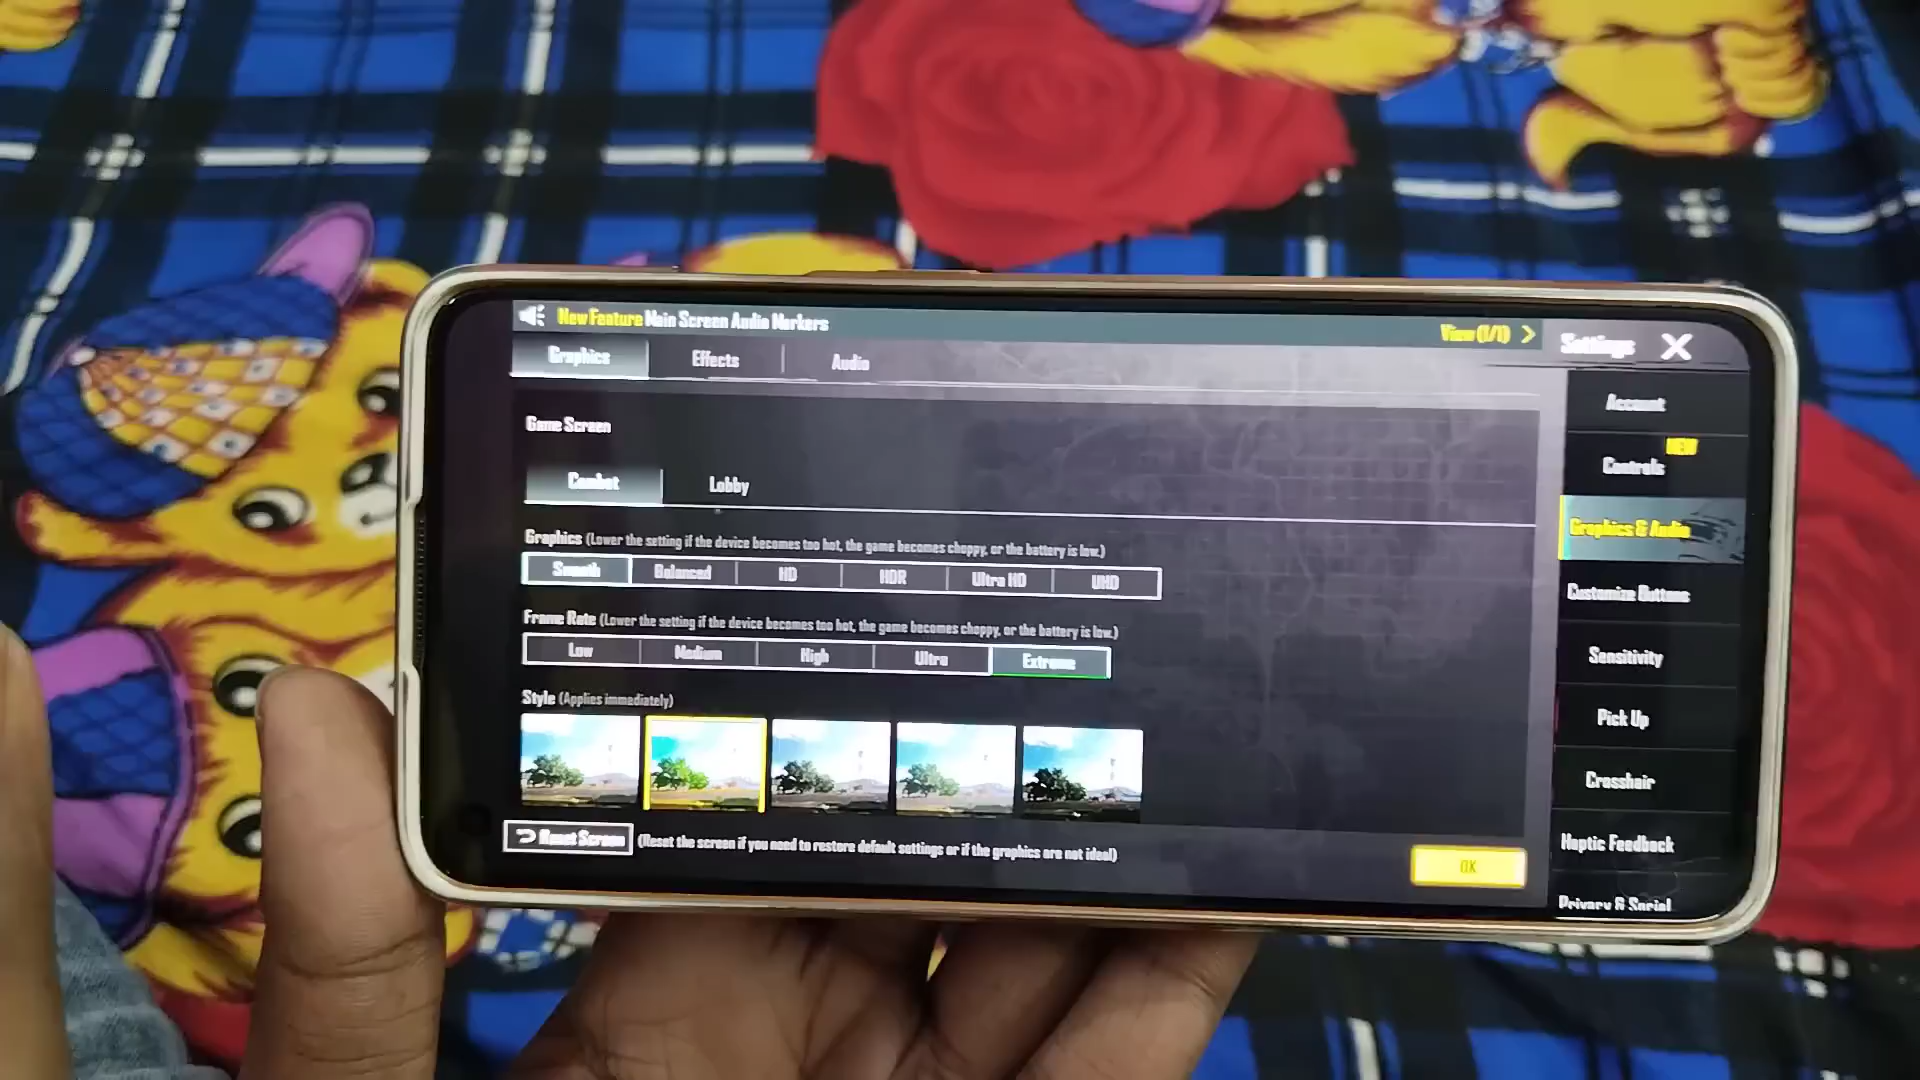 New Feature Main Screen Audio Markers
View (1/1) >
Settings X
Graphics
Effects
Audio
Game Screen
Combat
Lobby
Graphics (Lower the setting if the device becomes too hot, the game becomes choppy, or the battery is low.)
Smooth
Balanced
HD
HDR
Ultra HD
UHD
Frame Rate (Lower the setting if the device becomes too hot, the game becomes choppy, or the battery is low.)
Low
Medium
High
Ultra
Extreme
Style (Applies immediately)
Reset Screen (Reset the screen if you need to restore default settings or if the graphics are not ideal)
OK
Account
NEW
Controls
Graphics & Audio
Customize Buttons
Sensitivity
Pick Up
Crosshair
Haptic Feedback
Privacy & Social